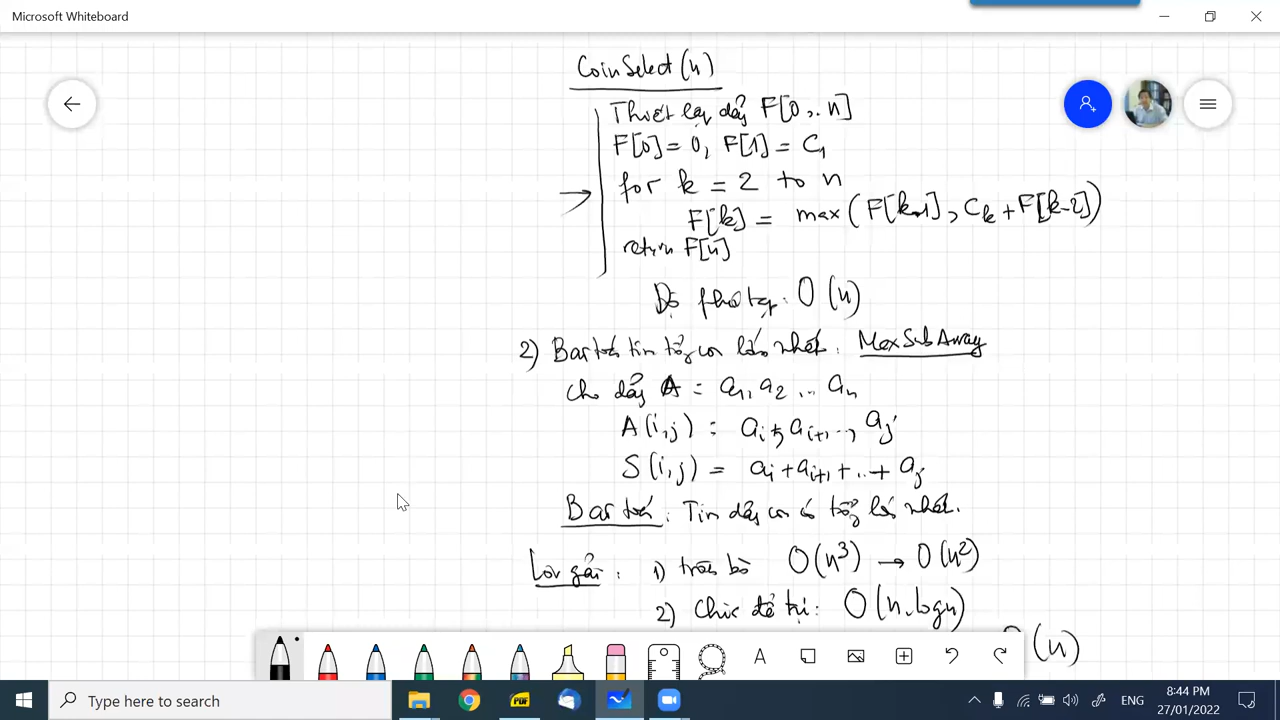 Microsoft Whiteboard
CoinSelect(n)
Thiết lập dãy F[0,..n]
F[0]=0, F[1]=C₁
for k = 2 to n
F[k] = max(F[k-1], Cₖ+F[k-2])
return F[n]
Độ phức tạp: O(n)
2) Bài toán tìm tổng con lớn nhất: MaxSubArray
Cho dãy A = a₁, a₂ ... aₙ
A(i,j) = aᵢ, aᵢ₊₁ .., aⱼ
S(i,j) = aᵢ+aᵢ₊₁+..+ aⱼ
Bài toán: Tìm dãy con có tổng lớn nhất.
Lời giải: 1) trâu bò O(n³) → O(n²)
2) Chia để trị: O(n.logn)
(n)
Type here to search
PDF
A
ENG
8:44 PM
27/01/2022